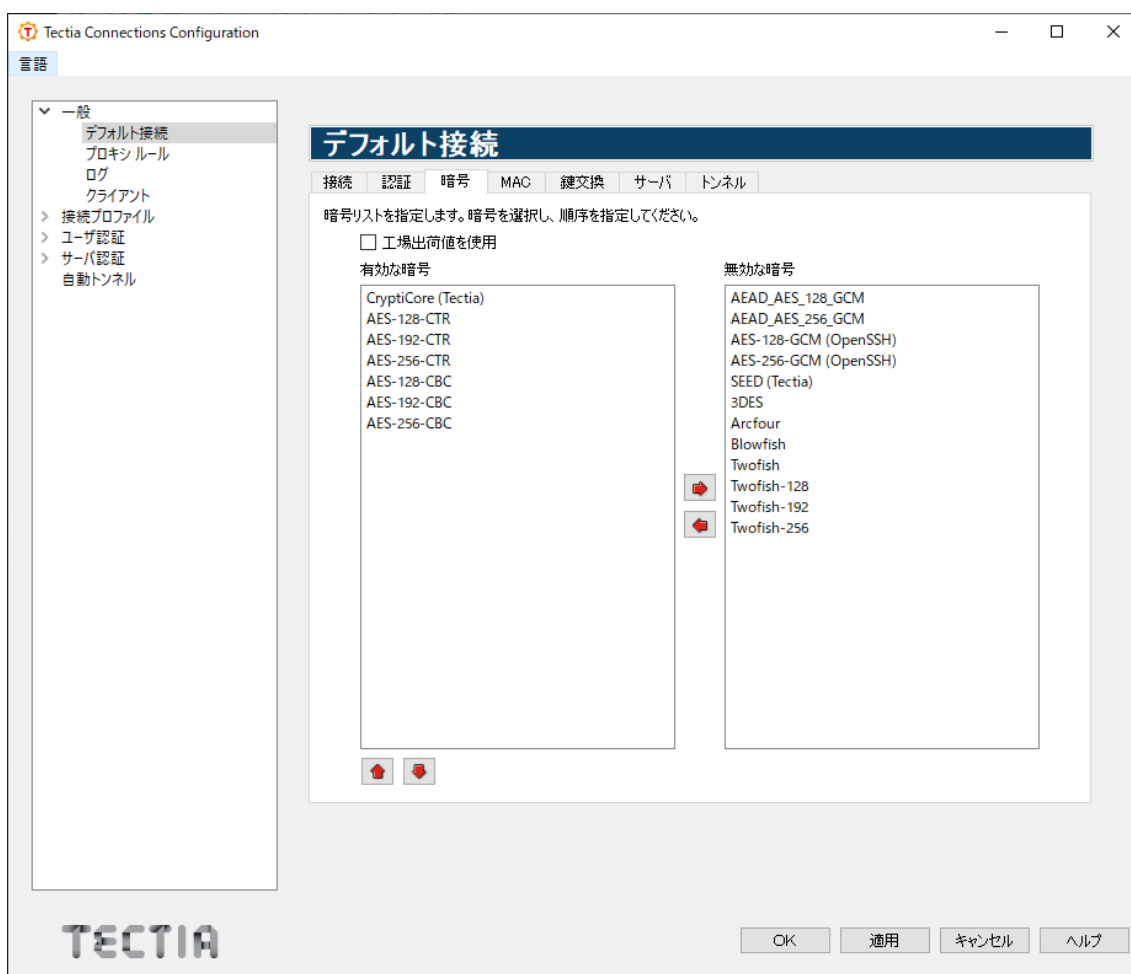 Tectia Connections Configuration
言語
一般
デフォルト接続
プロキシ ルール
ログ
クライアント
接続プロファイル
ユーザ認証
サーバ認証
自動トンネル
デフォルト接続
接続 認証 暗号 MAC 鍵交換 サーバ トンネル
暗号リストを指定します。暗号を選択し、順序を指定してください。
工場出荷値を使用
有効な暗号
CryptiCore (Tectia)
AES-128-CTR
AES-192-CTR
AES-256-CTR
AES-128-CBC
AES-192-CBC
AES-256-CBC
無効な暗号
AEAD_AES_128_GCM
AEAD_AES_256_GCM
AES-128-GCM (OpenSSH)
AES-256-GCM (OpenSSH)
SEED (Tectia)
3DES
Arcfour
Blowfish
Twofish
Twofish-128
Twofish-192
Twofish-256
TECTIA
OK 適用 キャンセル ヘルプ